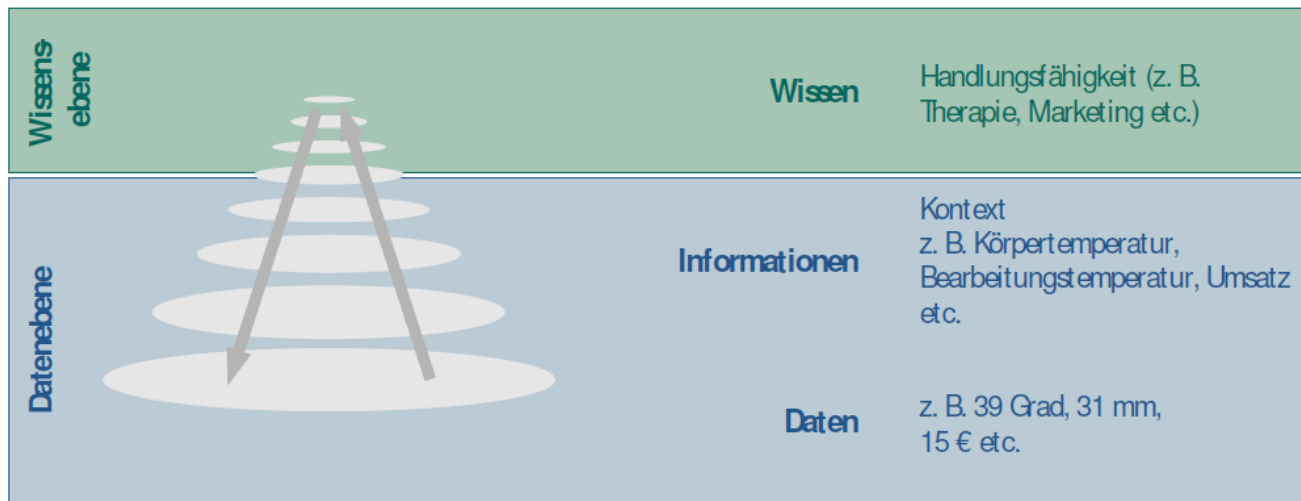 Wissens-
ebene
Wissen
Handlungsfähigkeit (z. B.
Therapie, Marketing etc.)
Datenebene
Informationen
Kontext
z. B. Körpertemperatur,
Bearbeitungstemperatur, Umsatz
etc.
Daten
z. B. 39 Grad, 31 mm,
15 € etc.